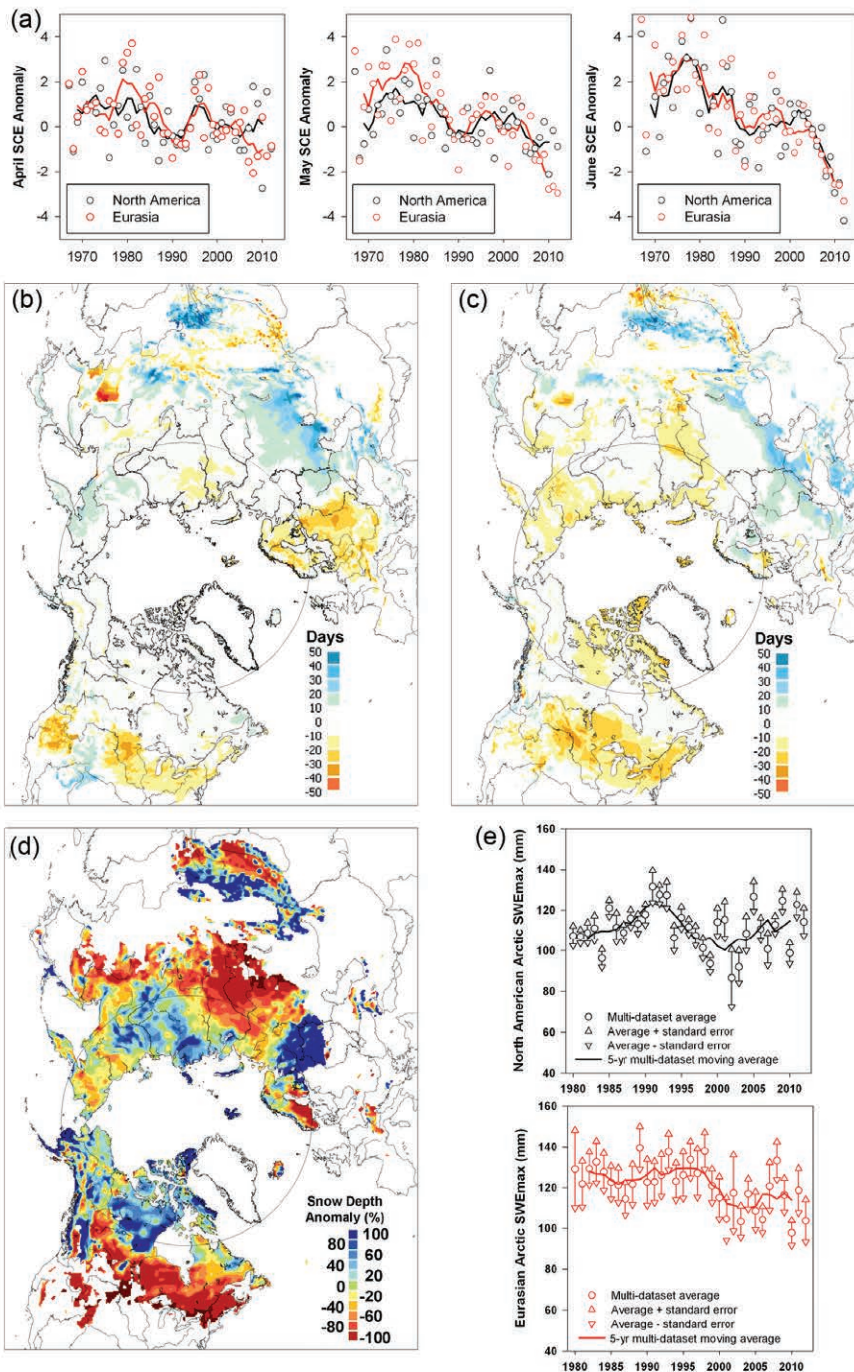 (a)
4
2
0
-2
-4
April SCE Anomaly
North America
Eurasia
1970 1980 1990 2000 2010
4
2
0
-2
-4
May SCE Anomaly
North America
Eurasia
1970 1980 1990 2000 2010
4
2
0
-2
-4
June SCE Anomaly
North America
Eurasia
1970 1980 1990 2000 2010
(b)
Days
50
40
30
20
10
0
-10
-20
-30
-40
-50
(c)
Days
50
40
30
20
10
0
-10
-20
-30
-40
-50
(d)
Snow Depth
Anomaly (%)
100
80
60
40
20
0
-20
-40
-60
-80
-100
(e)
160
140
120
100
80
60
40
North American Arctic SWEmax (mm)
Multi-dataset average
Average + standard error
Average - standard error
5-yr multi-dataset moving average
1980 1985 1990 1995 2000 2005 2010
160
140
120
100
80
60
40
Eurasian Arctic SWEmax (mm)
Multi-dataset average
Average + standard error
Average - standard error
5-yr multi-dataset moving average
1980 1985 1990 1995 2000 2005 2010